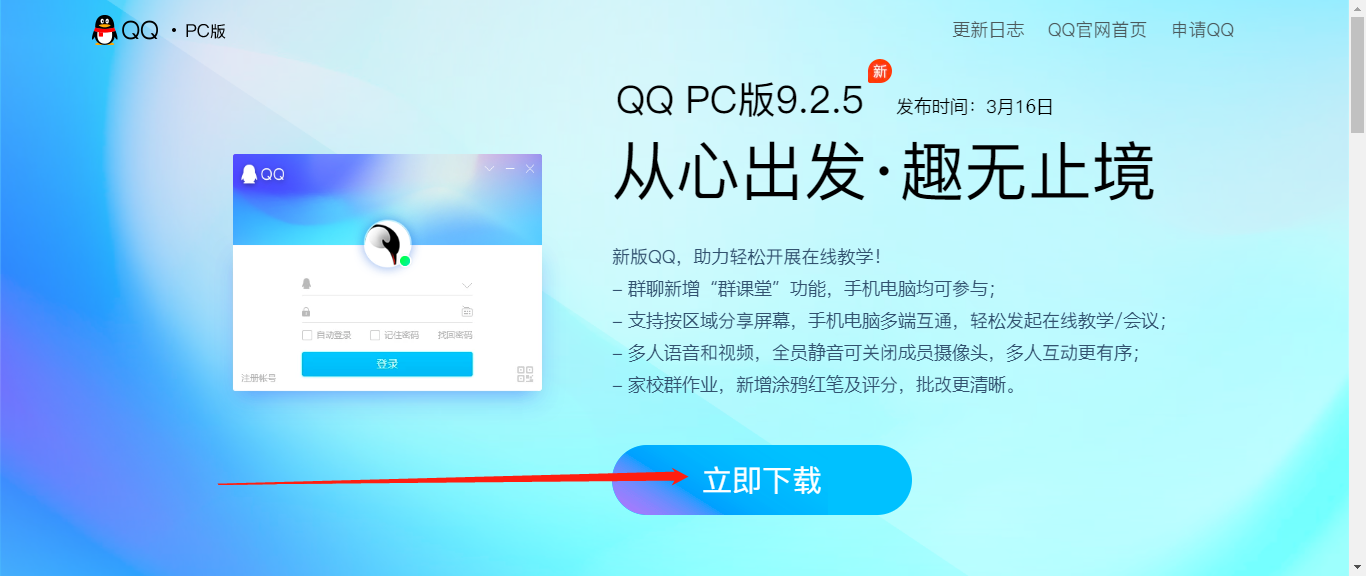 QQ · PC版
更新日志 QQ官网首页 申请QQ
新
QQ PC版9.2.5 发布时间：3月16日
从心出发·趣无止境
QQ
自动登录 记住密码 找回密码
登录
注册帐号
新版QQ，助力轻松开展在线教学！
– 群聊新增“群课堂”功能，手机电脑均可参与；
– 支持按区域分享屏幕，手机电脑多端互通，轻松发起在线教学/会议；
– 多人语音和视频，全员静音可关闭成员摄像头，多人互动更有序；
– 家校群作业，新增涂鸦红笔及评分，批改更清晰。
立即下载